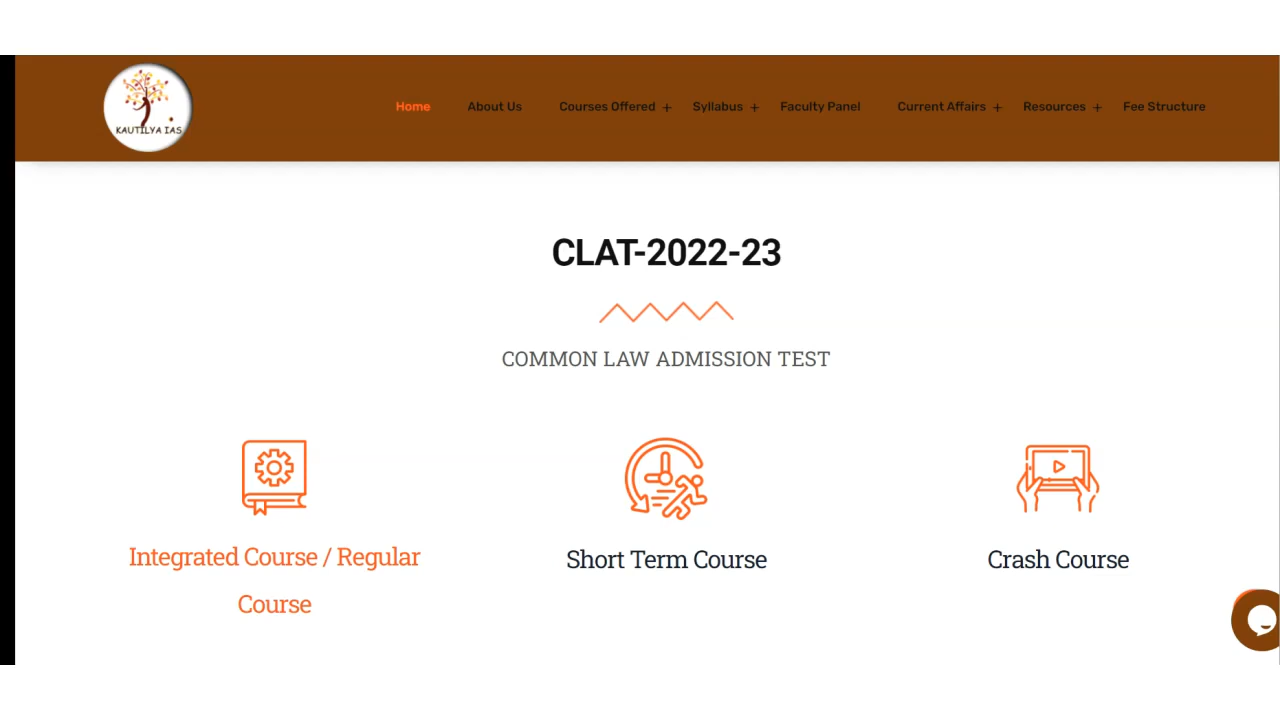 KAUTILYA IAS
Home About Us Courses Offered + Syllabus + Faculty Panel Current Affairs + Resources + Fee Structure
CLAT-2022-23
COMMON LAW ADMISSION TEST
Integrated Course / Regular
Course
Short Term Course
Crash Course